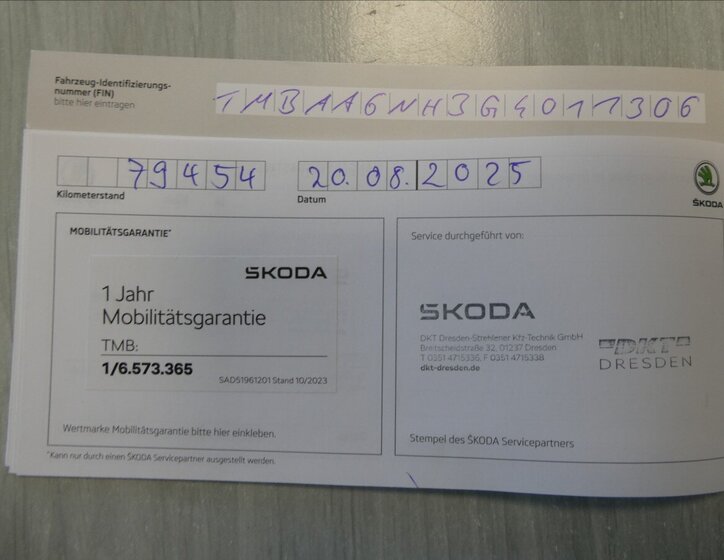 Fahrzeug-Identifizierungs-
nummer (FIN)
bitte hier eintragen
TMBAA6NH3G4011306
79454
Kilometerstand
20.08.2025
Datum
ŠKODA
MOBILITÄTSGARANTIE*
ŠKODA
1 Jahr
Mobilitätsgarantie
TMB:
1/6.573.365
SAD51961201 Stand 10/2023
Wertmarke Mobilitätsgarantie bitte hier einkleben.
*Kann nur durch einen ŠKODA Servicepartner ausgestellt werden.
Service durchgeführt von:
ŠKODA
DKT Dresden-Strehlener Kfz-Technik GmbH
Breitscheidstraße 32, 01237 Dresden
T 0351 4715336, F 0351 4715338
dkt-dresden.de
DKT
DRESDEN
Stempel des ŠKODA Servicepartners